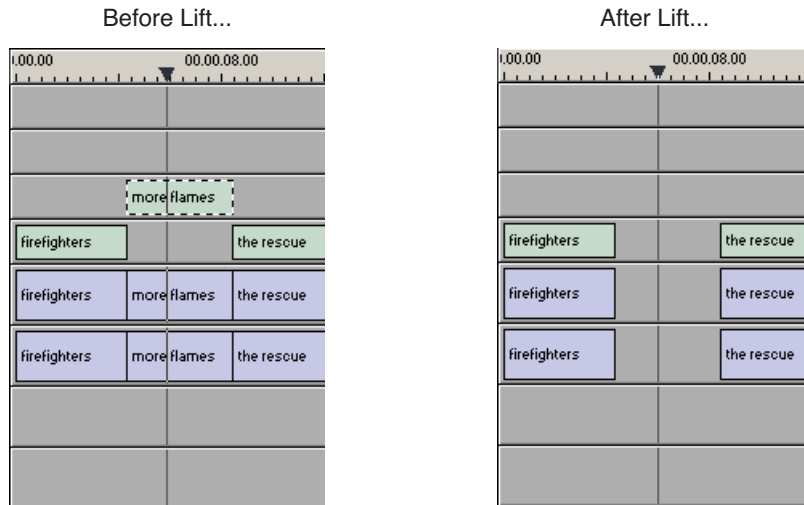 Before Lift...
After Lift...
:00.00 00.00.08.00
more flames
firefighters the rescue
firefighters more flames the rescue
firefighters more flames the rescue
:00.00 00.00.08.00
firefighters the rescue
firefighters the rescue
firefighters the rescue